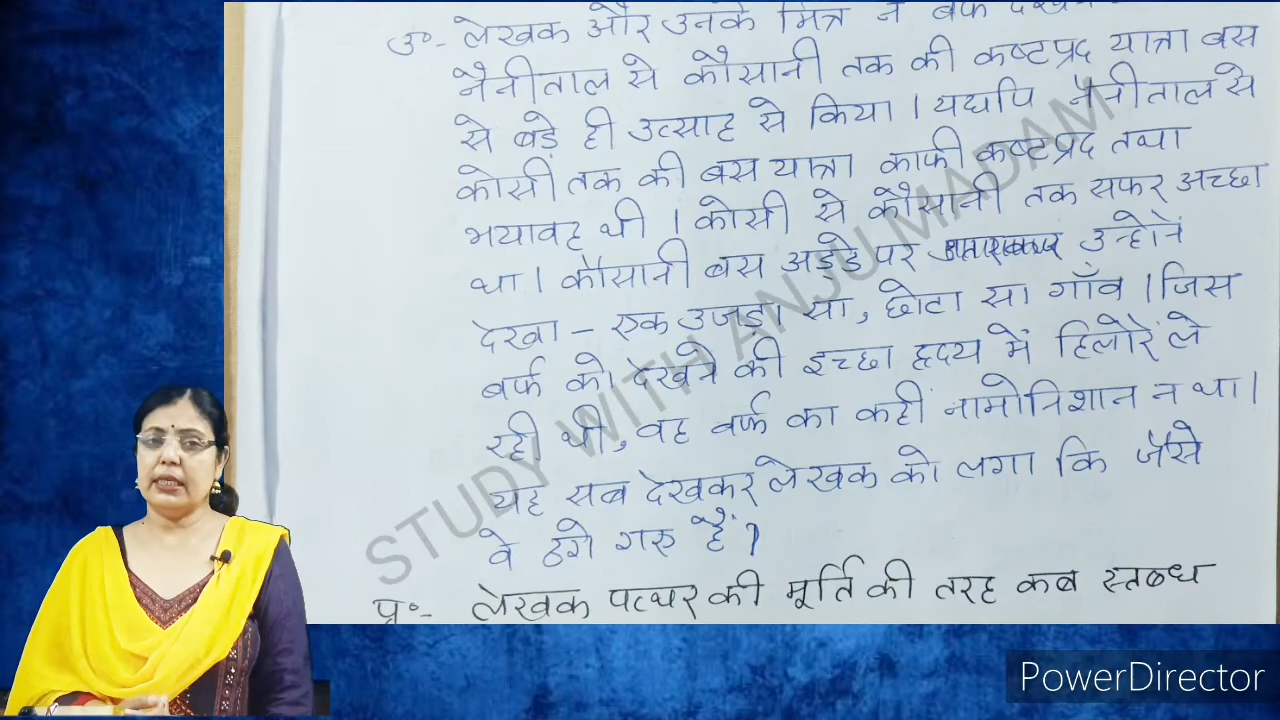 उ॰- लेखक और उनके मित्र ने बर्फ
नैनीताल से कौसानी तक की कष्टप्रद यात्रा बस
से बड़े ही उत्साह से किया। यद्यपि नैनीताल से
कोसी तक की बस यात्रा काफी कष्टप्रद तथा
भयावह थी। कोसी से कौसानी तक सफर अच्छा
था। कौसानी बस अड्डे पर उन्होनें
देखा - एक उजड़ा सा, छोटा सा गाँव। जिस
बर्फ को देखने की इच्छा हृदय में हिलोरें ले
रही थी, वह बर्फ का कहीं नामोनिशान न था।
यह सब देखकर लेखक को लगा कि जैसे
वे ठगे गए हैं।
प्र॰- लेखक पत्थर की मूर्ति की तरह कब स्तब्ध
STUDY WITH ANJU MADAM
PowerDirector